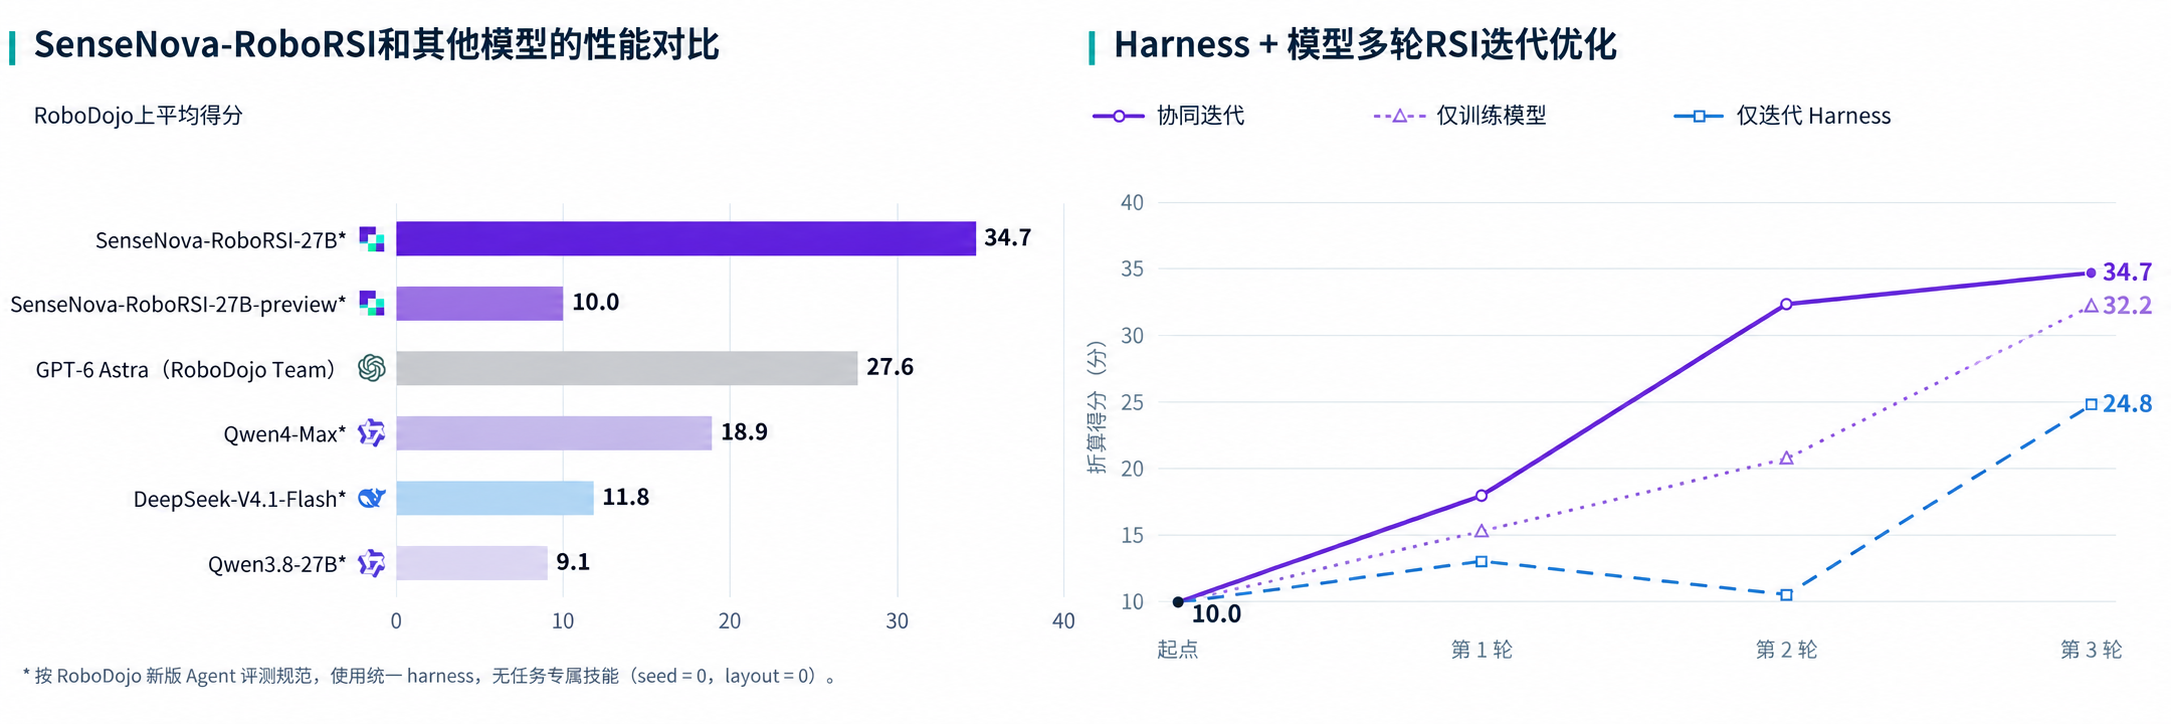 SenseNova-RoboRSI和其他模型的性能对比
RoboDojo上平均得分
SenseNova-RoboRSI-27B*
34.7
SenseNova-RoboRSI-27B-preview*
10.0
GPT-6 Astra（RoboDojo Team）
27.6
Qwen4-Max*
18.9
DeepSeek-V4.1-Flash*
11.8
Qwen3.8-27B*
9.1
0 10 20 30 40
* 按 RoboDojo 新版 Agent 评测规范，使用统一 harness，无任务专属技能（seed = 0，layout = 0）。
Harness + 模型多轮RSI迭代优化
协同迭代 仅训练模型 仅迭代 Harness
折算得分（分）
40
35
30
25
20
15
10
34.7
32.2
24.8
10.0
起点 第 1 轮 第 2 轮 第 3 轮